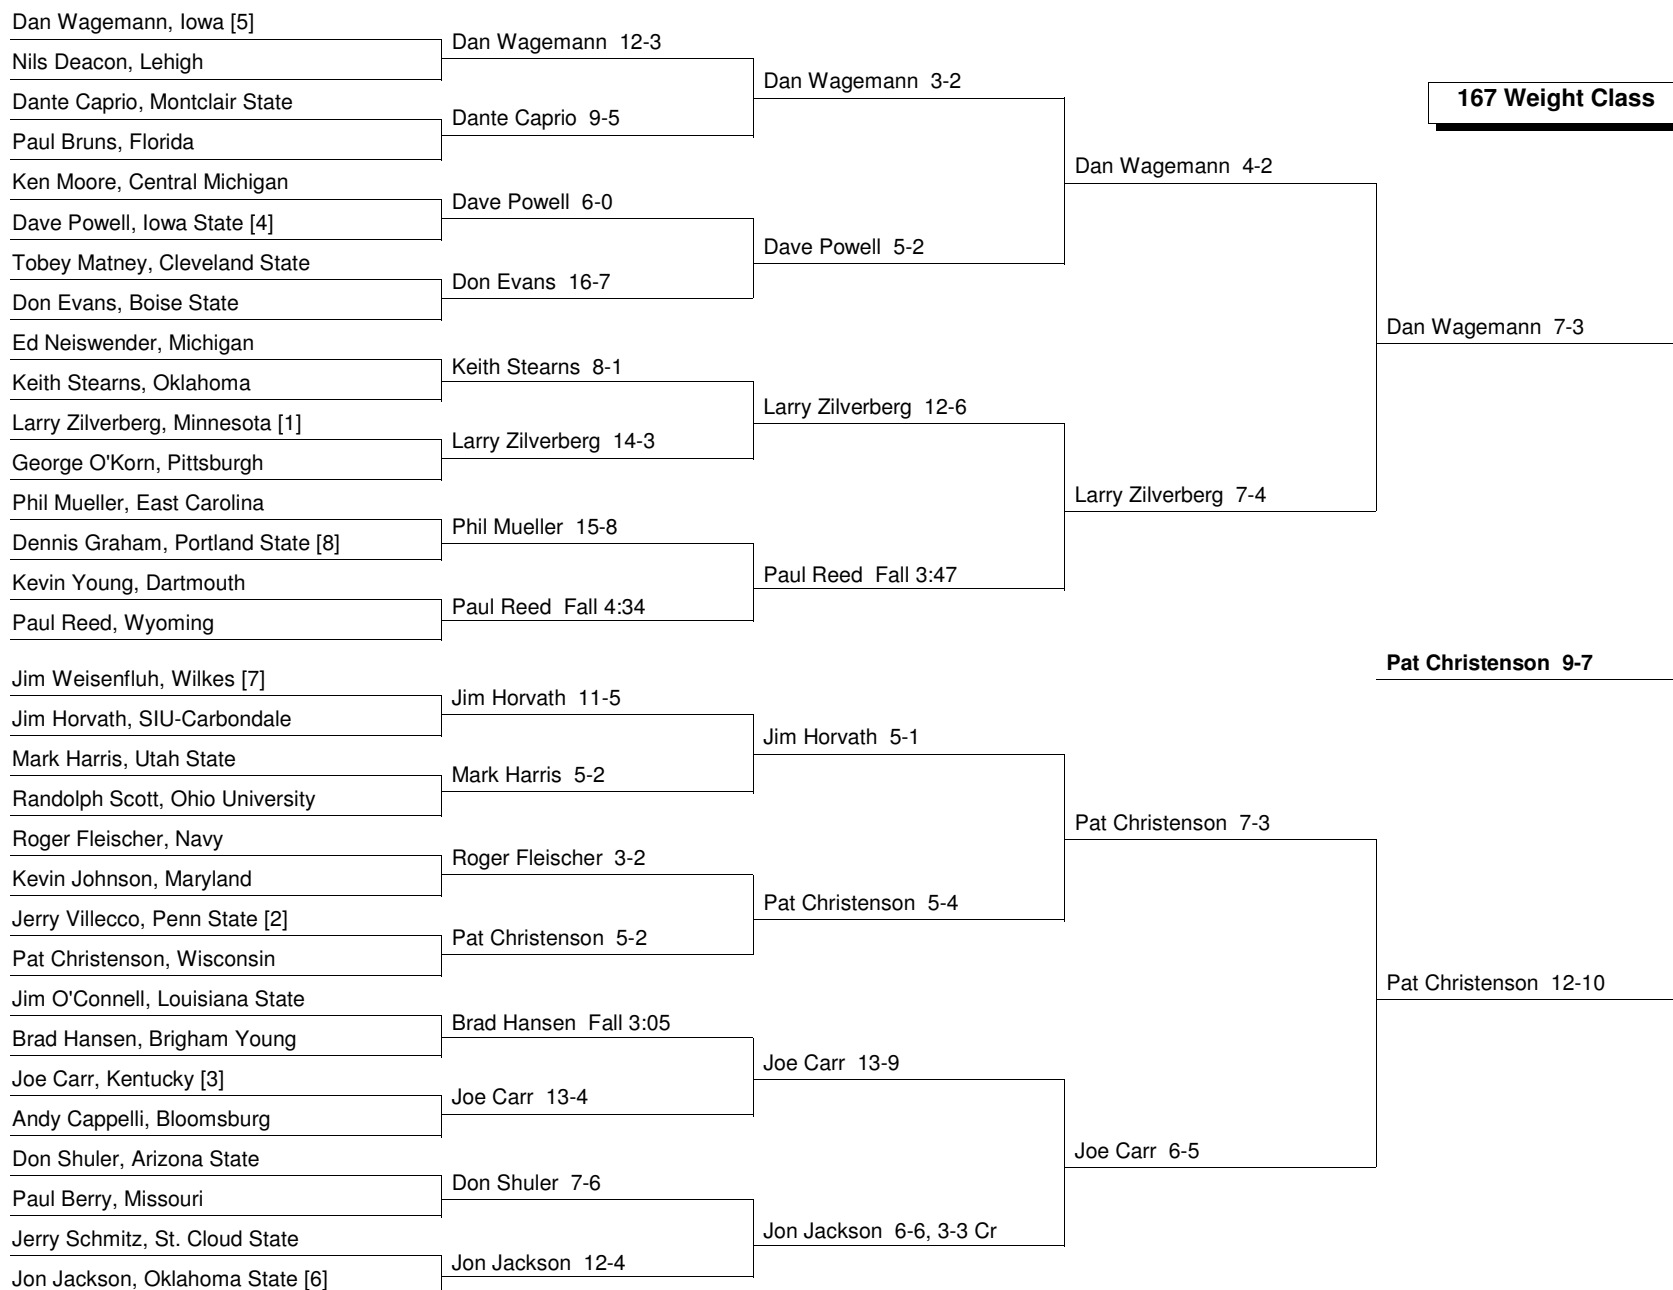 Dan Wagemann, Iowa [5]
Nils Deacon, Lehigh
Dante Caprio, Montclair State
Paul Bruns, Florida
Ken Moore, Central Michigan
Dave Powell, Iowa State [4]
Tobey Matney, Cleveland State
Don Evans, Boise State
Ed Neiswender, Michigan
Keith Stearns, Oklahoma
Larry Zilverberg, Minnesota [1]
George O'Korn, Pittsburgh
Phil Mueller, East Carolina
Dennis Graham, Portland State [8]
Kevin Young, Dartmouth
Paul Reed, Wyoming
Jim Weisenfluh, Wilkes [7]
Jim Horvath, SIU-Carbondale
Mark Harris, Utah State
Randolph Scott, Ohio University
Roger Fleischer, Navy
Kevin Johnson, Maryland
Jerry Villecco, Penn State [2]
Pat Christenson, Wisconsin
Jim O'Connell, Louisiana State
Brad Hansen, Brigham Young
Joe Carr, Kentucky [3]
Andy Cappelli, Bloomsburg
Don Shuler, Arizona State
Paul Berry, Missouri
Jerry Schmitz, St. Cloud State
Jon Jackson, Oklahoma State [6]
Dan Wagemann 12-3
Dante Caprio 9-5
Dave Powell 6-0
Don Evans 16-7
Keith Stearns 8-1
Larry Zilverberg 14-3
Phil Mueller 15-8
Paul Reed Fall 4:34
Jim Horvath 11-5
Mark Harris 5-2
Roger Fleischer 3-2
Pat Christenson 5-2
Brad Hansen Fall 3:05
Joe Carr 13-4
Don Shuler 7-6
Jon Jackson 12-4
Dan Wagemann 3-2
Dave Powell 5-2
Larry Zilverberg 12-6
Paul Reed Fall 3:47
Jim Horvath 5-1
Pat Christenson 5-4
Joe Carr 13-9
Jon Jackson 6-6, 3-3 Cr
Dan Wagemann 4-2
Larry Zilverberg 7-4
Pat Christenson 7-3
Joe Carr 6-5
167 Weight Class
Dan Wagemann 7-3
Pat Christenson 9-7
Pat Christenson 12-10